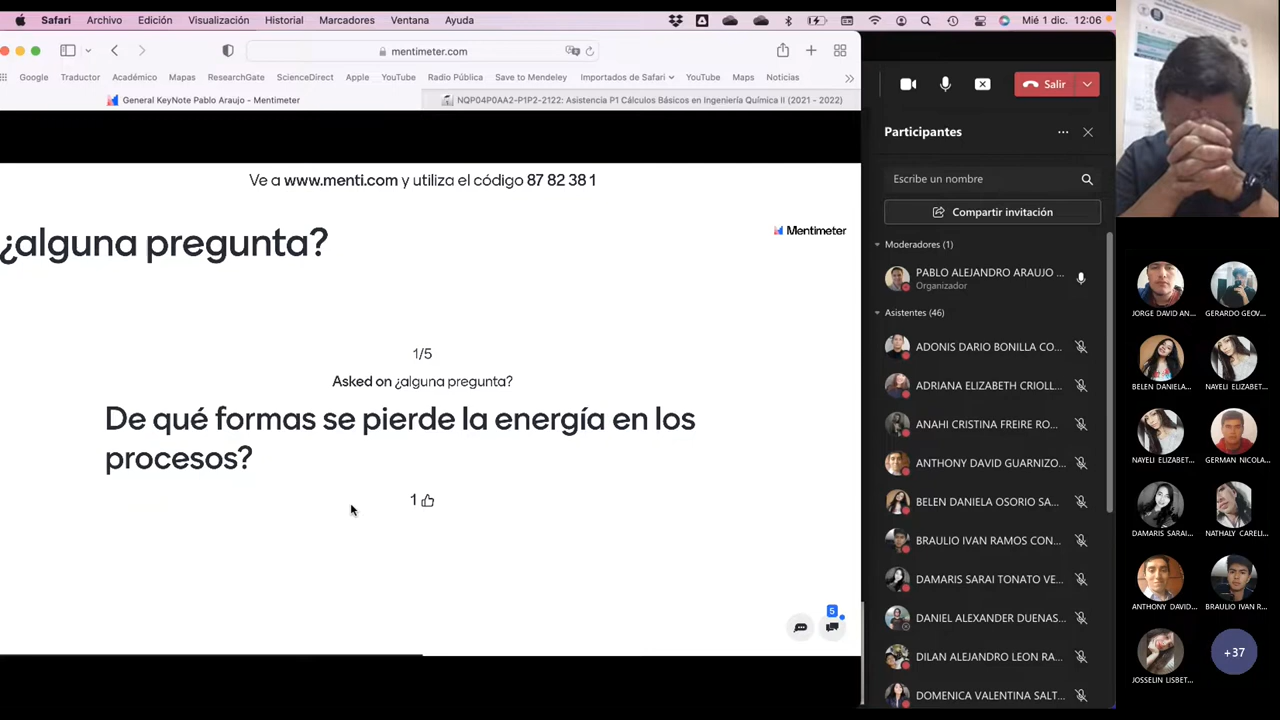 Safari Archivo Edición Visualización Historial Marcadores Ventana Ayuda
Mié 1 dic. 12:06
mentimeter.com
Google Traductor Académico Mapas ResearchGate ScienceDirect Apple YouTube Radio Pública Save to Mendeley Importados de Safari YouTube Maps Noticias
General KeyNote Pablo Araujo - Mentimeter
NQP04P0AA2-P1P2-2122: Asistencia P1 Cálculos Básicos en Ingeniería Química II (2021 - 2022)
Ve a www.menti.com y utiliza el código 87 82 38 1
¿alguna pregunta?
Mentimeter
1/5
Asked on ¿alguna pregunta?
De qué formas se pierde la energía en los
procesos?
1
5
Salir
Participantes
Escribe un nombre
Compartir invitación
Moderadores (1)
PABLO ALEJANDRO ARAUJO ...
Organizador
Asistentes (46)
ADONIS DARIO BONILLA CO...
ADRIANA ELIZABETH CRIOLL...
ANAHI CRISTINA FREIRE RO...
ANTHONY DAVID GUARNIZO...
BELEN DANIELA OSORIO SA...
BRAULIO IVAN RAMOS CON...
DAMARIS SARAI TONATO VE...
DANIEL ALEXANDER DUENAS...
DILAN ALEJANDRO LEON RA...
DOMENICA VALENTINA SALT...
JORGE DAVID AN...
GERARDO GEOV...
BELEN DANIELA...
NAYELI ELIZABET...
NAYELI ELIZABET...
GERMAN NICOLA...
DAMARIS SARAI...
NATHALY CARELI...
ANTHONY DAVID...
BRAULIO IVAN R...
JOSSELIN LISBET...
+37